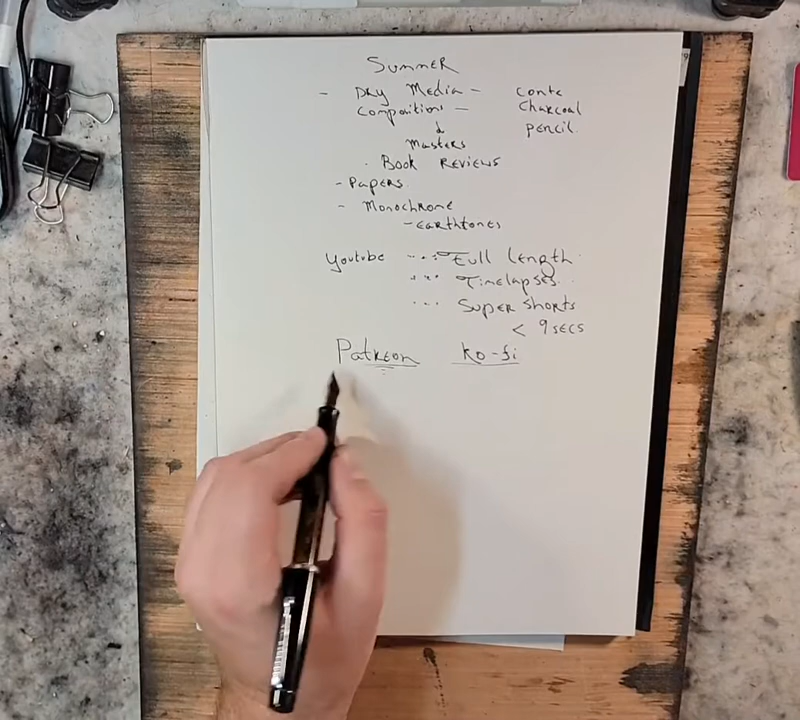 Summer
- Dry Media - conte
Compositions - Charcoal
& pencil.
Masters
. Book Reviews
- Papers.
- Monochrome
- earthtones
Youtube ... Full length
... Timelapses.
... Super shorts
< 9 secs
Patreon Ko-fi